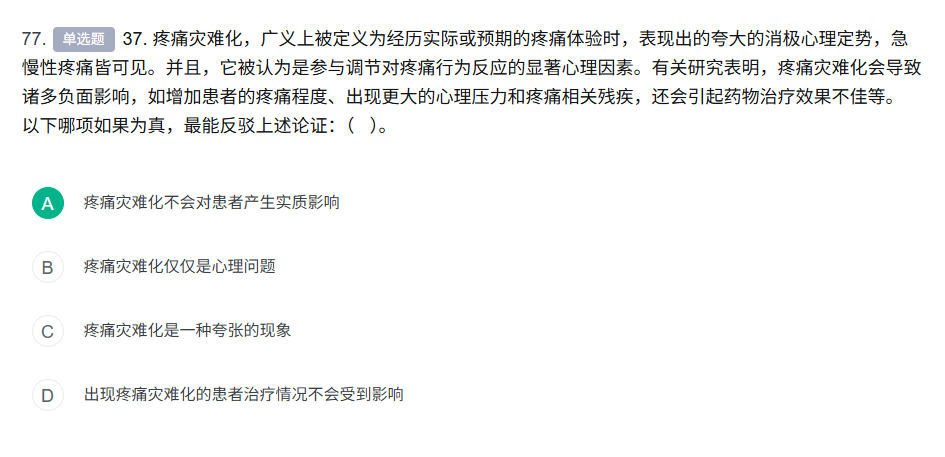 77. 单选题 37. 疼痛灾难化，广义上被定义为经历实际或预期的疼痛体验时，表现出的夸大的消极心理定势，急
慢性疼痛皆可见。并且，它被认为是参与调节对疼痛行为反应的显著心理因素。有关研究表明，疼痛灾难化会导致
诸多负面影响，如增加患者的疼痛程度、出现更大的心理压力和疼痛相关残疾，还会引起药物治疗效果不佳等。
以下哪项如果为真，最能反驳上述论证：（ ）。
A 疼痛灾难化不会对患者产生实质影响
B 疼痛灾难化仅仅是心理问题
C 疼痛灾难化是一种夸张的现象
D 出现疼痛灾难化的患者治疗情况不会受到影响